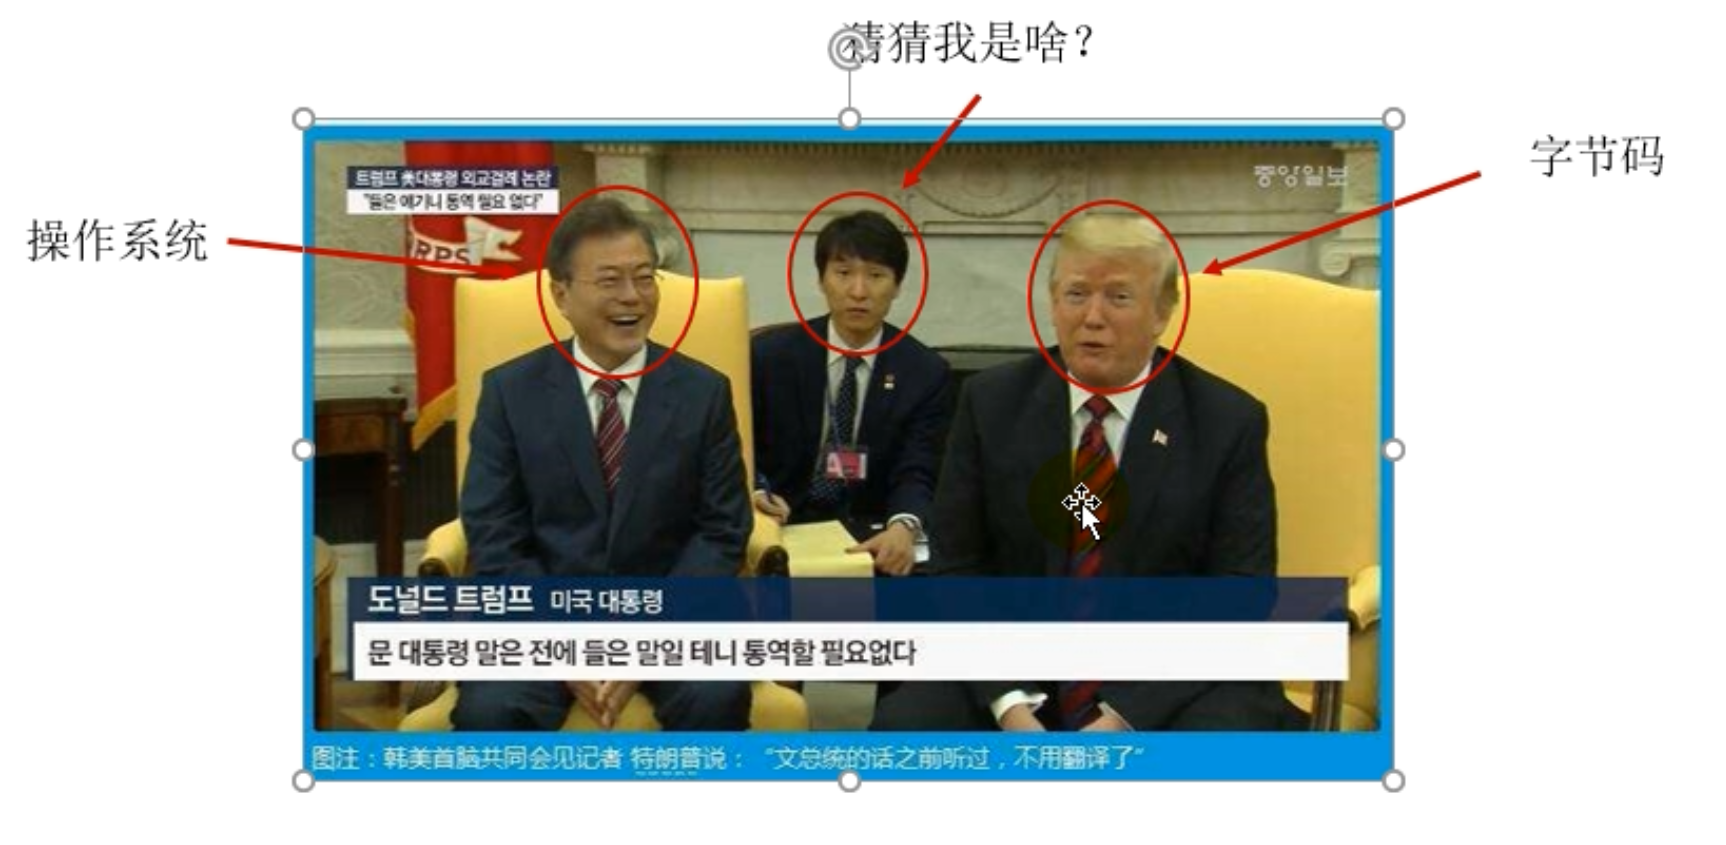 猜猜我是啥?
字节码
操作系统
트럼프 美대통령 외교결례 논란
"들은 얘기니 통역 필요 없다"
중앙일보
RPS
도널드 트럼프 미국 대통령
문 대통령 말은 전에 들은 말일 테니 통역할 필요없다
图注：韩美首脑共同会见记者 特朗普说：“文总统的话之前听过，不用翻译了”